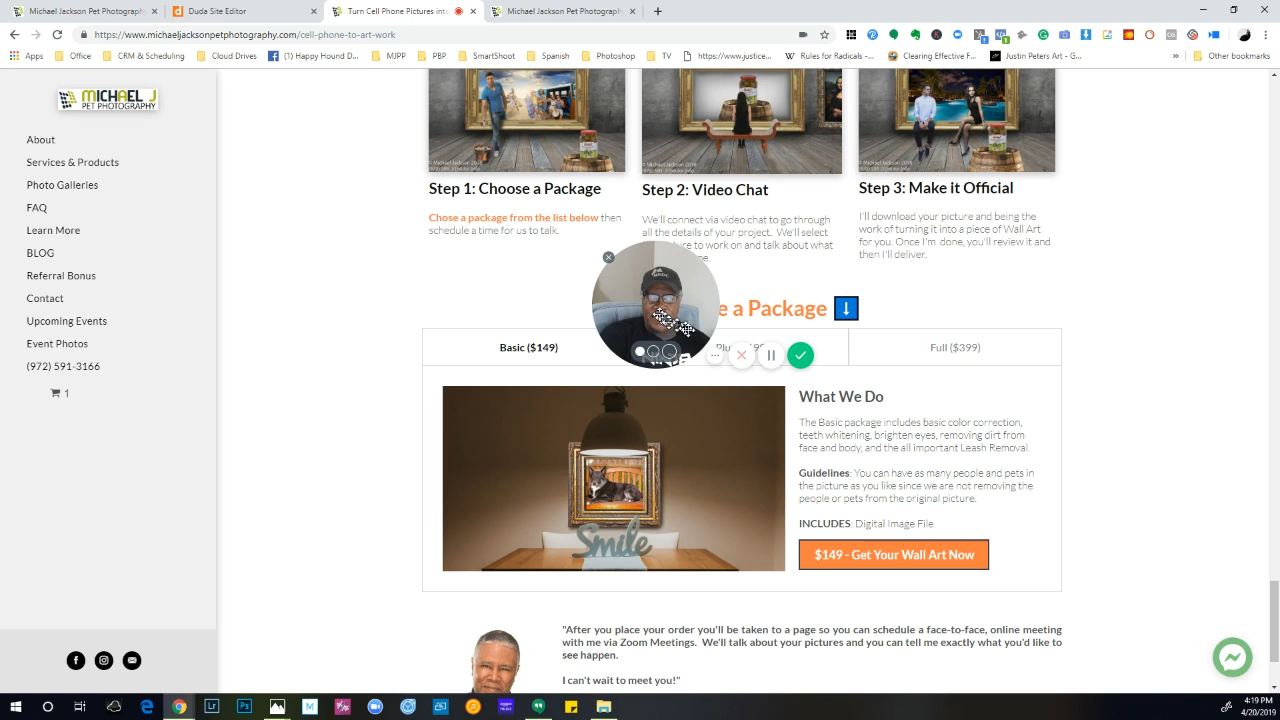 Michael Jackson Pet Photography
Duda Site Editor
Turn Cell Phone Pictures into
Michael Jackson Pet Photography
https://www.michaeljacksonpetphotography.com/cell-phone-to-art-work
Apps Office CRM & Scheduling Cloud Drives (1) Happy Hound D... MJPP PBP SmartShoot Spanish Photoshop TV https://www.justice... Rules for Radicals -... Clearing Effective F... Justin Peters Art - G... » Other bookmarks
MICHAEL J
PET PHOTOGRAPHY
About
Services & Products
Photo Galleries
FAQ
Learn More
BLOG
Referral Bonus
Contact
Upcoming Events
Event Photos
(972) 591-3166
1
Step 1: Choose a Package
Chose a package from the list below then
schedule a time for us to talk.
Step 2: Video Chat
We'll connect via video chat to go through
all the details of your project. We'll select
to work on and talk about what
Step 3: Make it Official
I'll download your picture and being the
work of turning it into a piece of Wall Art
for you. Once I'm done, you'll review it and
then I'll deliver.
e a Package
Basic ($149)
Full ($399)
Smile
What We Do
The Basic package includes basic color correction,
teeth whitening, brighten eyes, removing dirt from
face and body, and the all important Leash Removal.
Guidelines: You can have as many people and pets in
the picture as you like since we are not removing the
people or pets from the original picture.
INCLUDES: Digital Image File
$149 - Get Your Wall Art Now
"After you place your order you'll be taken to a page so you can schedule a face-to-face, online meeting
with me via Zoom Meetings. We'll talk about your pictures and you can tell me exactly what you'd like to
see happen.
I can't wait to meet you!"
4:19 PM
4/20/2019